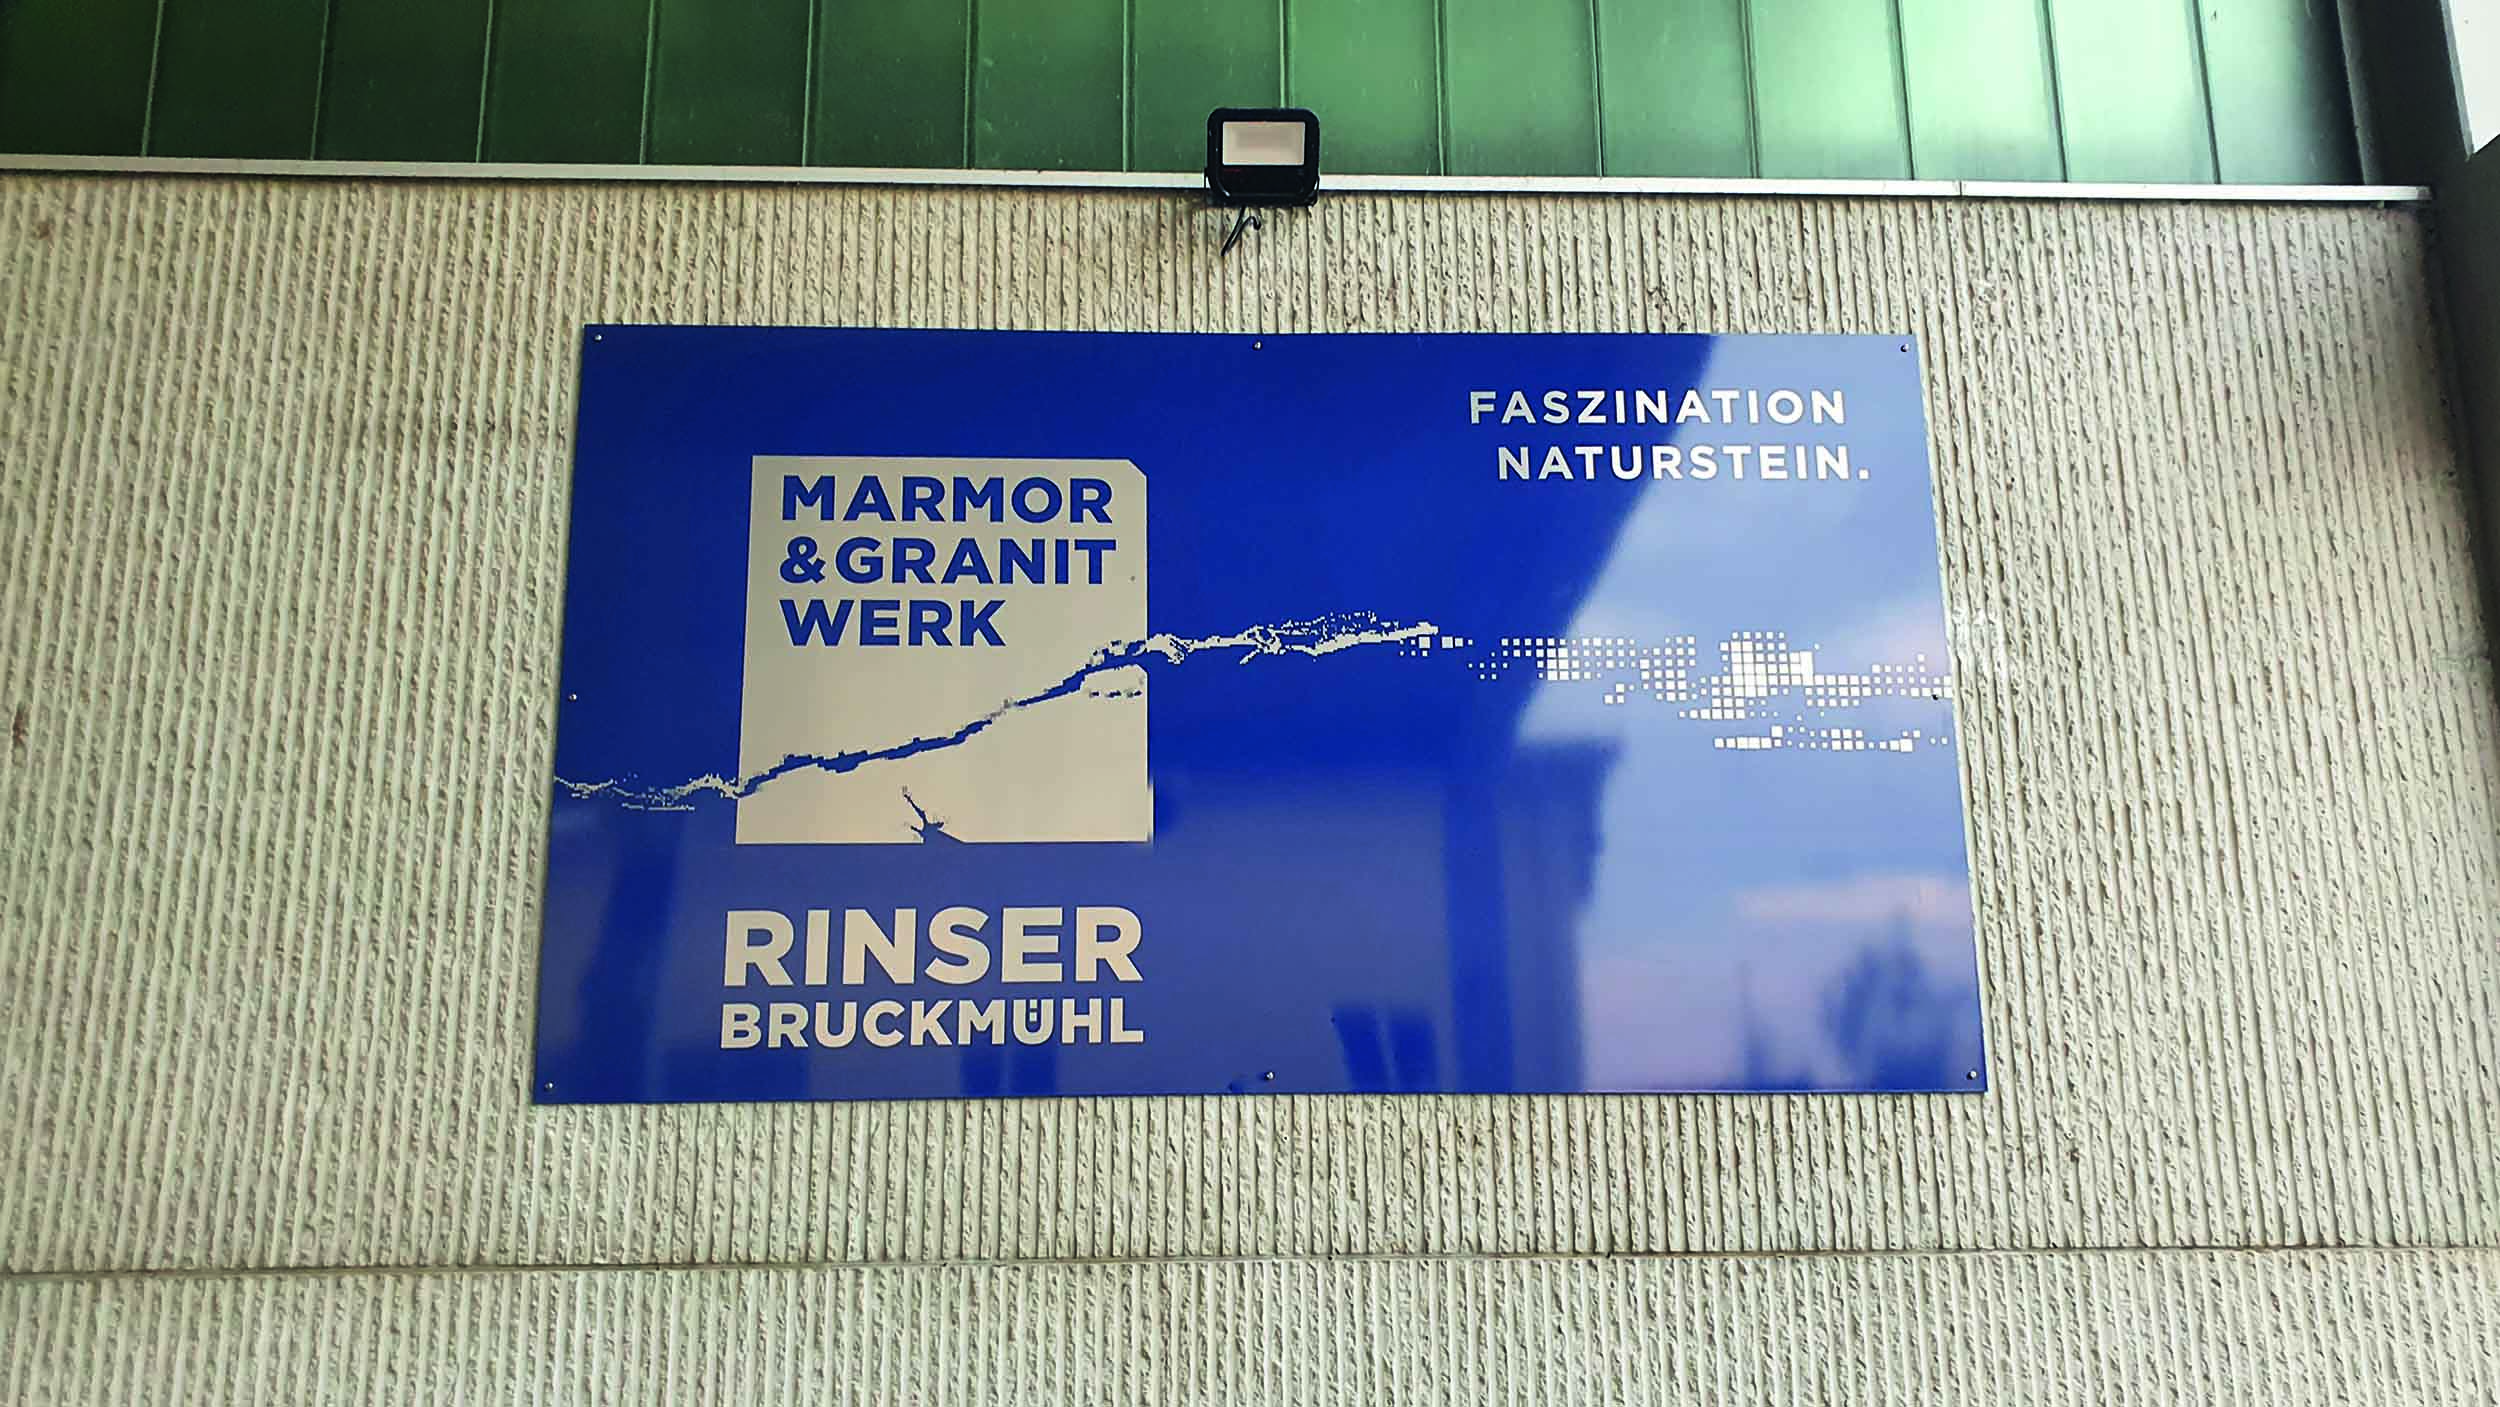 FASZINATION
NATURSTEIN.
MARMOR
&GRANIT
WERK
RINSER
BRUCKMÜHL